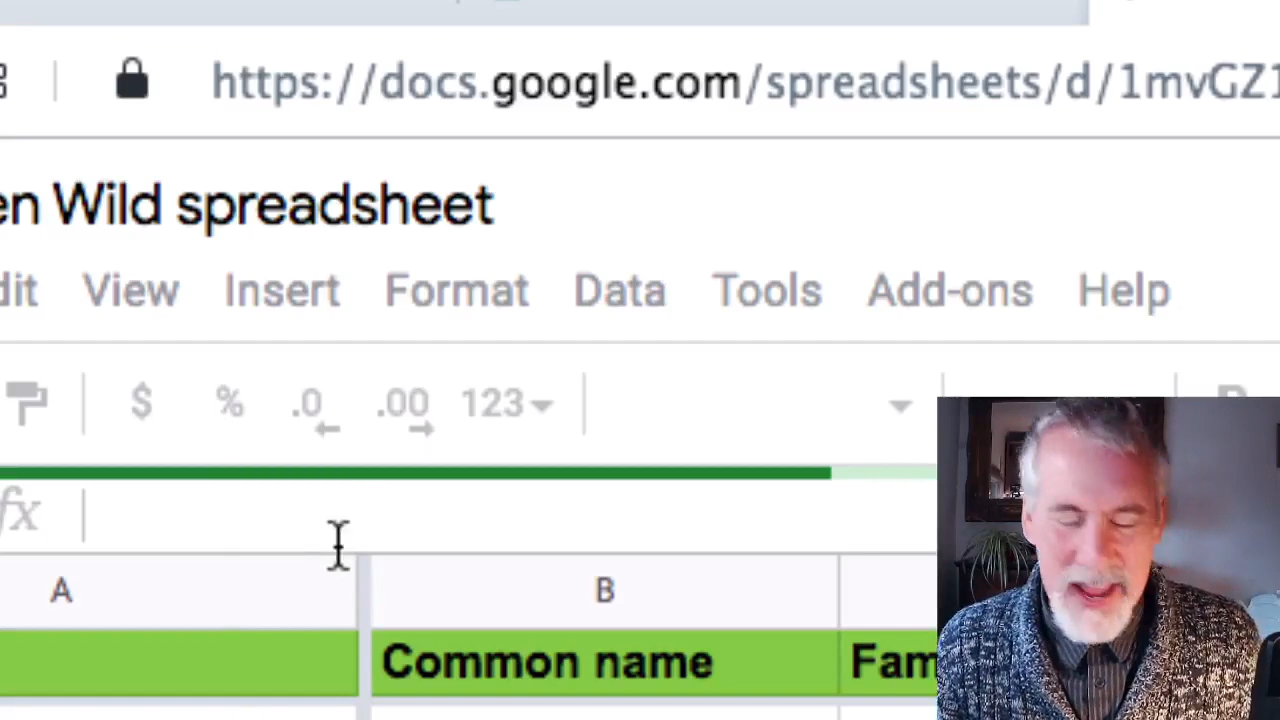 https://docs.google.com/spreadsheets/d/1mvGZ1
en Wild spreadsheet
dit View Insert Format Data Tools Add-ons Help
$ % .0 .00 123
fx
A B
Common name Fam